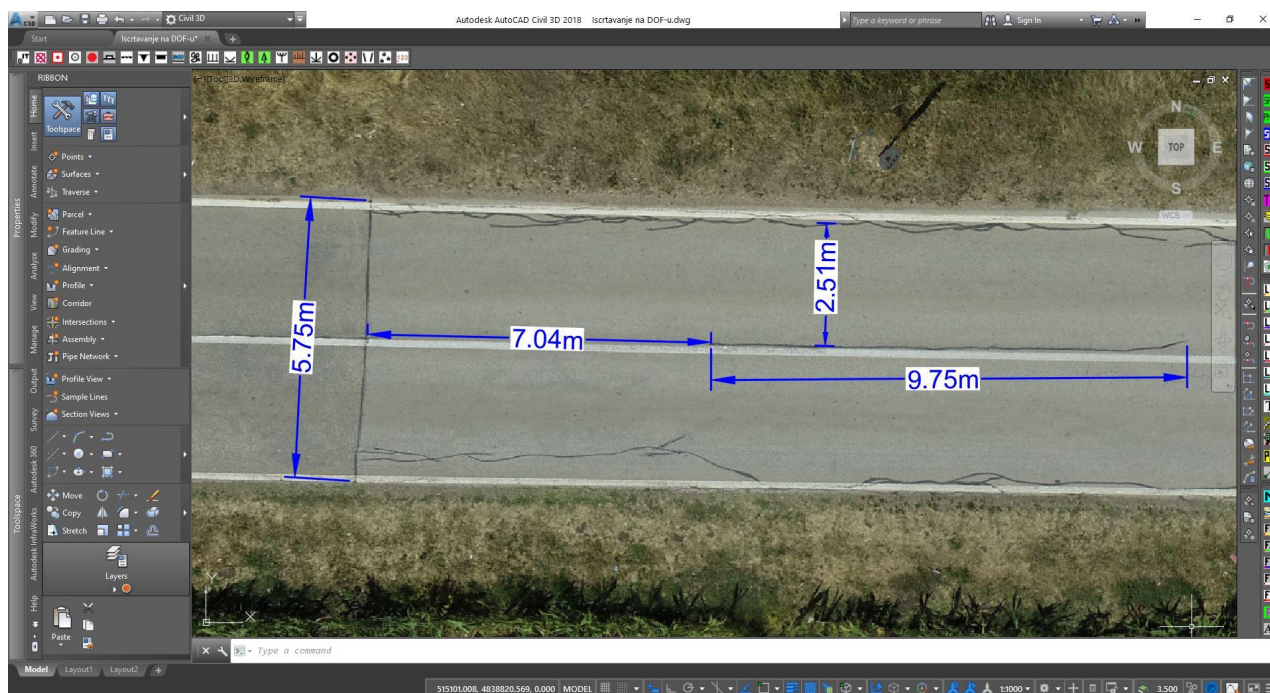 Civil 3D
Autodesk AutoCAD Civil 3D 2018 Iscrtavanje na DOF-u.dwg
Type a keyword or phrase
Sign In
Start
Iscrtavanje na DOF-u*
RIBBON
[−][Top][2D Wireframe]
Toolspace
Points
Surfaces
Traverse
Parcel
Feature Line
Grading
Alignment
Profile
Corridor
Intersections
Assembly
Pipe Network
Profile View
Sample Lines
Section Views
Move
Copy
Stretch
Layers
Paste
Properties
Toolspace
Home
Insert
Annotate
Modify
Analyze
View
Manage
Output
Survey
Autodesk 360
Autodesk InfraWorks
Help
N
W
TOP
E
S
WCS
5.75m
7.04m
2.51m
9.75m
Y
X
Type a command
Model
Layout1
Layout2
515101.008, 4838820.569, 0.000 MODEL
1:1000
3.500